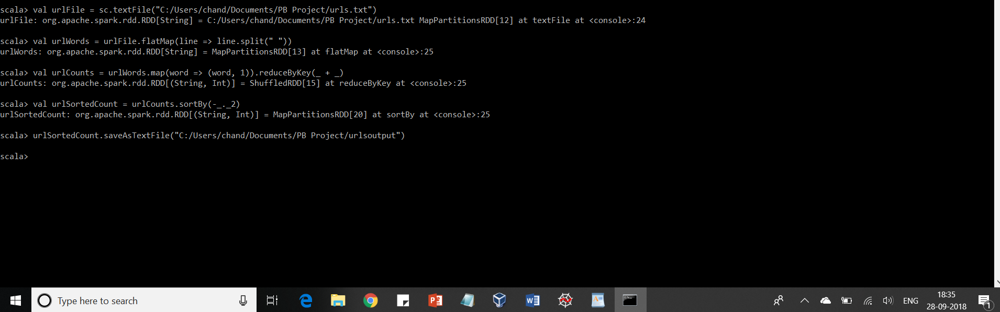 scala> val urlFile = sc.textFile("C:/Users/chand/Documents/PB Project/urls.txt")
urlFile: org.apache.spark.rdd.RDD[String] = C:/Users/chand/Documents/PB Project/urls.txt MapPartitionsRDD[12] at textFile at <console>:24
scala> val urlWords = urlFile.flatMap(line => line.split(" "))
urlWords: org.apache.spark.rdd.RDD[String] = MapPartitionsRDD[13] at flatMap at <console>:25
scala> val urlCounts = urlWords.map(word => (word, 1)).reduceByKey(_ + _)
urlCounts: org.apache.spark.rdd.RDD[(String, Int)] = ShuffledRDD[15] at reduceByKey at <console>:25
scala> val urlSortedCount = urlCounts.sortBy(-_._2)
urlSortedCount: org.apache.spark.rdd.RDD[(String, Int)] = MapPartitionsRDD[20] at sortBy at <console>:25
scala> urlSortedCount.saveAsTextFile("C:/Users/chand/Documents/PB Project/urlsoutput")
scala>
Type here to search
ENG
18:35
28-09-2018
1